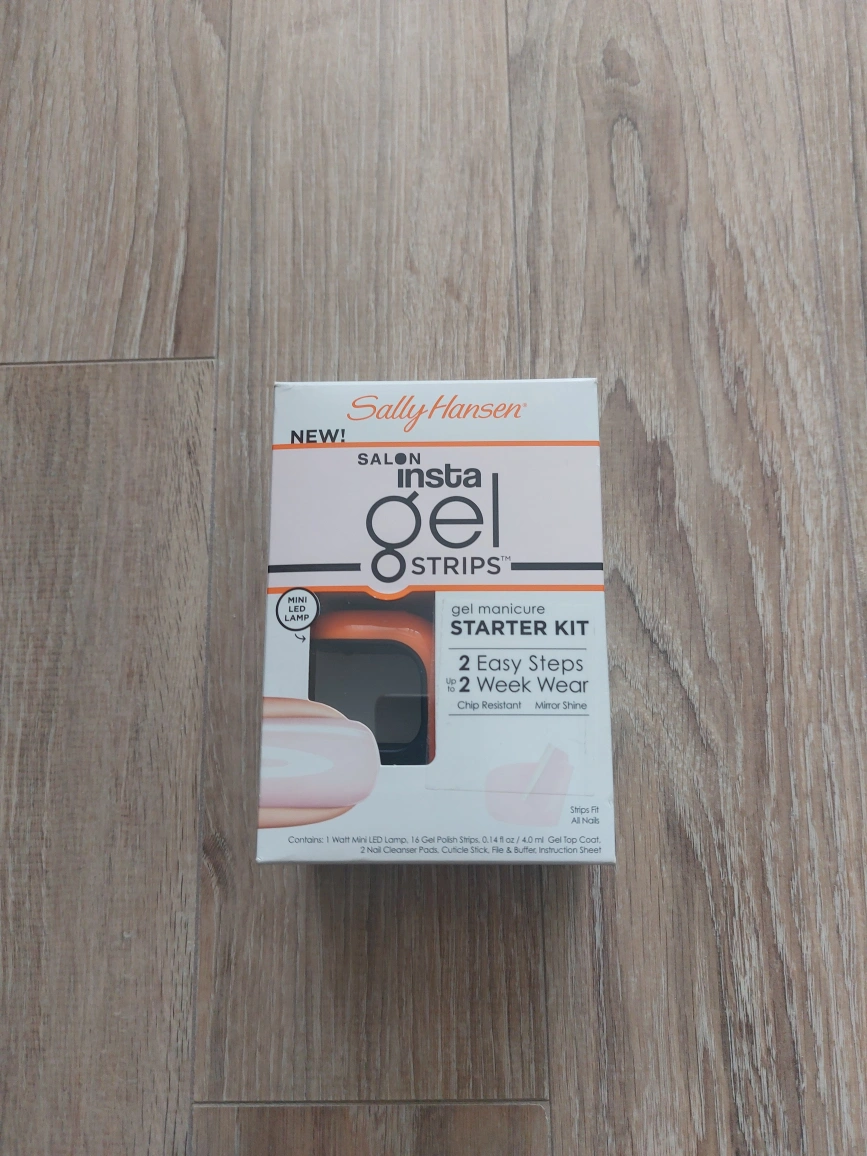 Sally Hansen®
NEW!
SALON
insta
gel
STRIPS™
MINI
LED
LAMP
gel manicure
STARTER KIT
2 Easy Steps
Up to 2 Week Wear
Chip Resistant Mirror Shine
Strips Fit
All Nails
Contains: 1 Watt Mini LED Lamp, 16 Gel Polish Strips, 0.14 fl oz / 4.0 ml Gel Top Coat,
2 Nail Cleanser Pads, Cuticle Stick, File & Buffer, Instruction Sheet